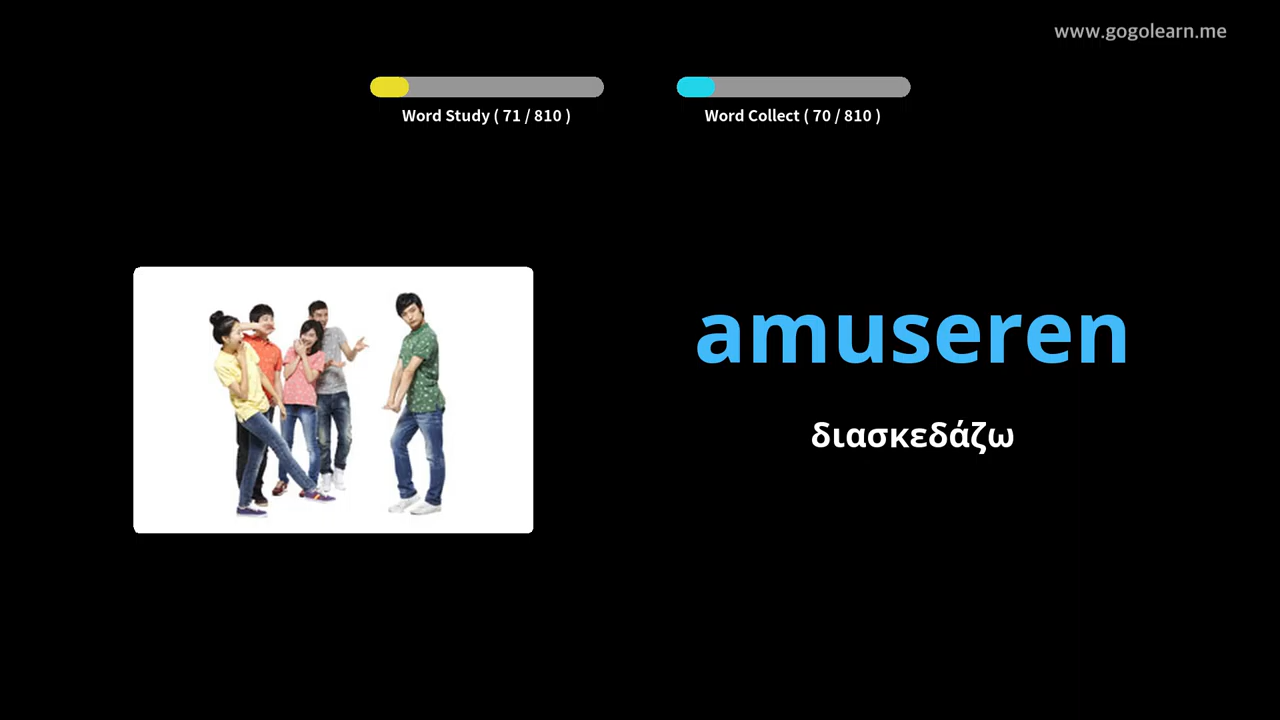 www.gogolearn.me
Word Study ( 71 / 810 )
Word Collect ( 70 / 810 )
amuseren
διασκεδάζω